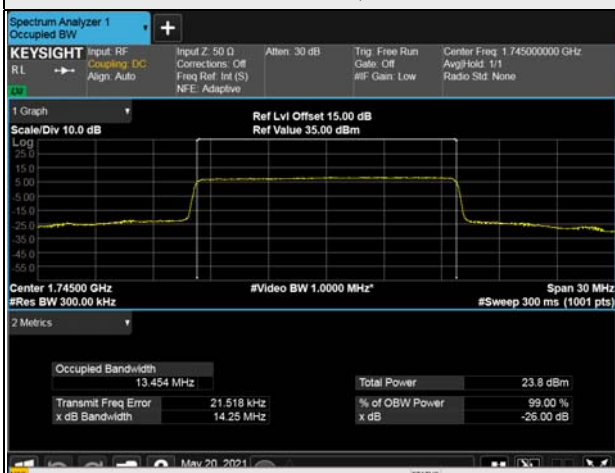 Spectrum Analyzer 1
Occupied BW
KEYSIGHT Input: RF Input Z: 50 Ω Atten: 30 dB Trig: Free Run Center Freq: 1.745000000 GHz
RL Coupling: DC Corrections: Off Gate: Off Avg|Hold: 1/1
Align: Auto Freq Ref: Int (S) #IF Gain: Low Radio Std: None
NFE: Adaptive
1 Graph
Ref Lvl Offset 15.00 dB
Scale/Div 10.0 dB Ref Value 35.00 dBm
Log
25.0
15.0
5.00
-5.00
-15.0
-25.0
-35.0
-45.0
-55.0
Center 1.74500 GHz #Video BW 1.0000 MHz* Span 30 MHz
#Res BW 300.00 kHz #Sweep 300 ms (1001 pts)
2 Metrics
Occupied Bandwidth
13.454 MHz Total Power 23.8 dBm
Transmit Freq Error 21.518 kHz % of OBW Power 99.00 %
x dB Bandwidth 14.25 MHz x dB -26.00 dB
May 20, 2021